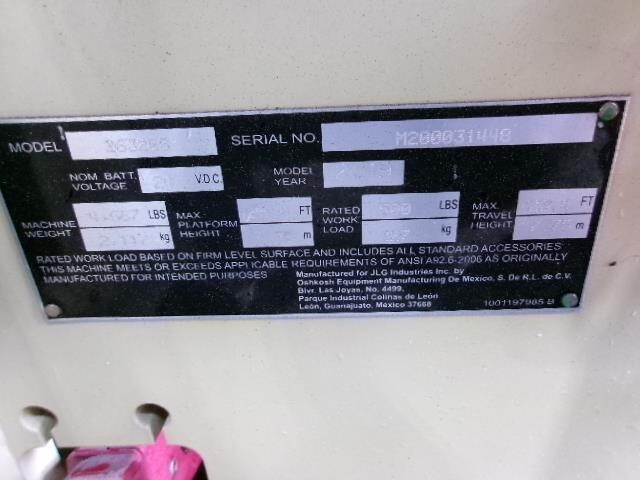 MODEL SERIAL NO. M200031448
NOM. BATT. VOLTAGE V.D.C. MODEL YEAR
MACHINE WEIGHT LBS kg MAX. PLATFORM HEIGHT FT m RATED WORK LOAD LBS kg MAX. TRAVEL HEIGHT FT m
RATED WORK LOAD BASED ON FIRM LEVEL SURFACE AND INCLUDES ALL STANDARD ACCESSORIES
THIS MACHINE MEETS OR EXCEEDS APPLICABLE REQUIREMENTS OF ANSI A92.6-2006 AS ORIGINALLY
MANUFACTURED FOR INTENDED PURPOSES
Manufactured for JLG Industries Inc. by
Oshkosh Equipment Manufacturing De Mexico, S. De R.L. de C.V.
Blvr. Las Joyas, No. 4499,
Parque Industrial Colinas de León
León, Guanajuato, México 37668
1001197985 B